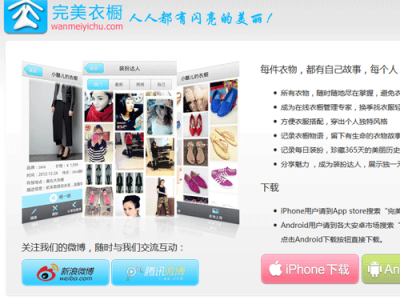 完美衣橱
wanmeiyichu.com
人人都有闪亮的美丽!
小懿儿的衣橱
装扮达人
小懿儿的衣橱
每件衣物，都有自己故事，每个人
所有衣物，随时随地尽在掌握，避免衣
成为在线衣橱管理专家，换季找衣服轻
方便衣服搭配，穿出个人独特风格
记录衣橱物语，留下有生命的衣物故事
记录每日装扮，珍藏365天的美丽历史
分享魅力，成为装扮达人，展示独一无
下载
iPhone用户请到App store搜索"完美
Android用户请到各大安卓市场搜索"
点击Android下载按钮直接下载。
关注我们的微博，随时与我们交流互动：
新浪微博
weibo.com
腾讯微博
iPhone下载
An